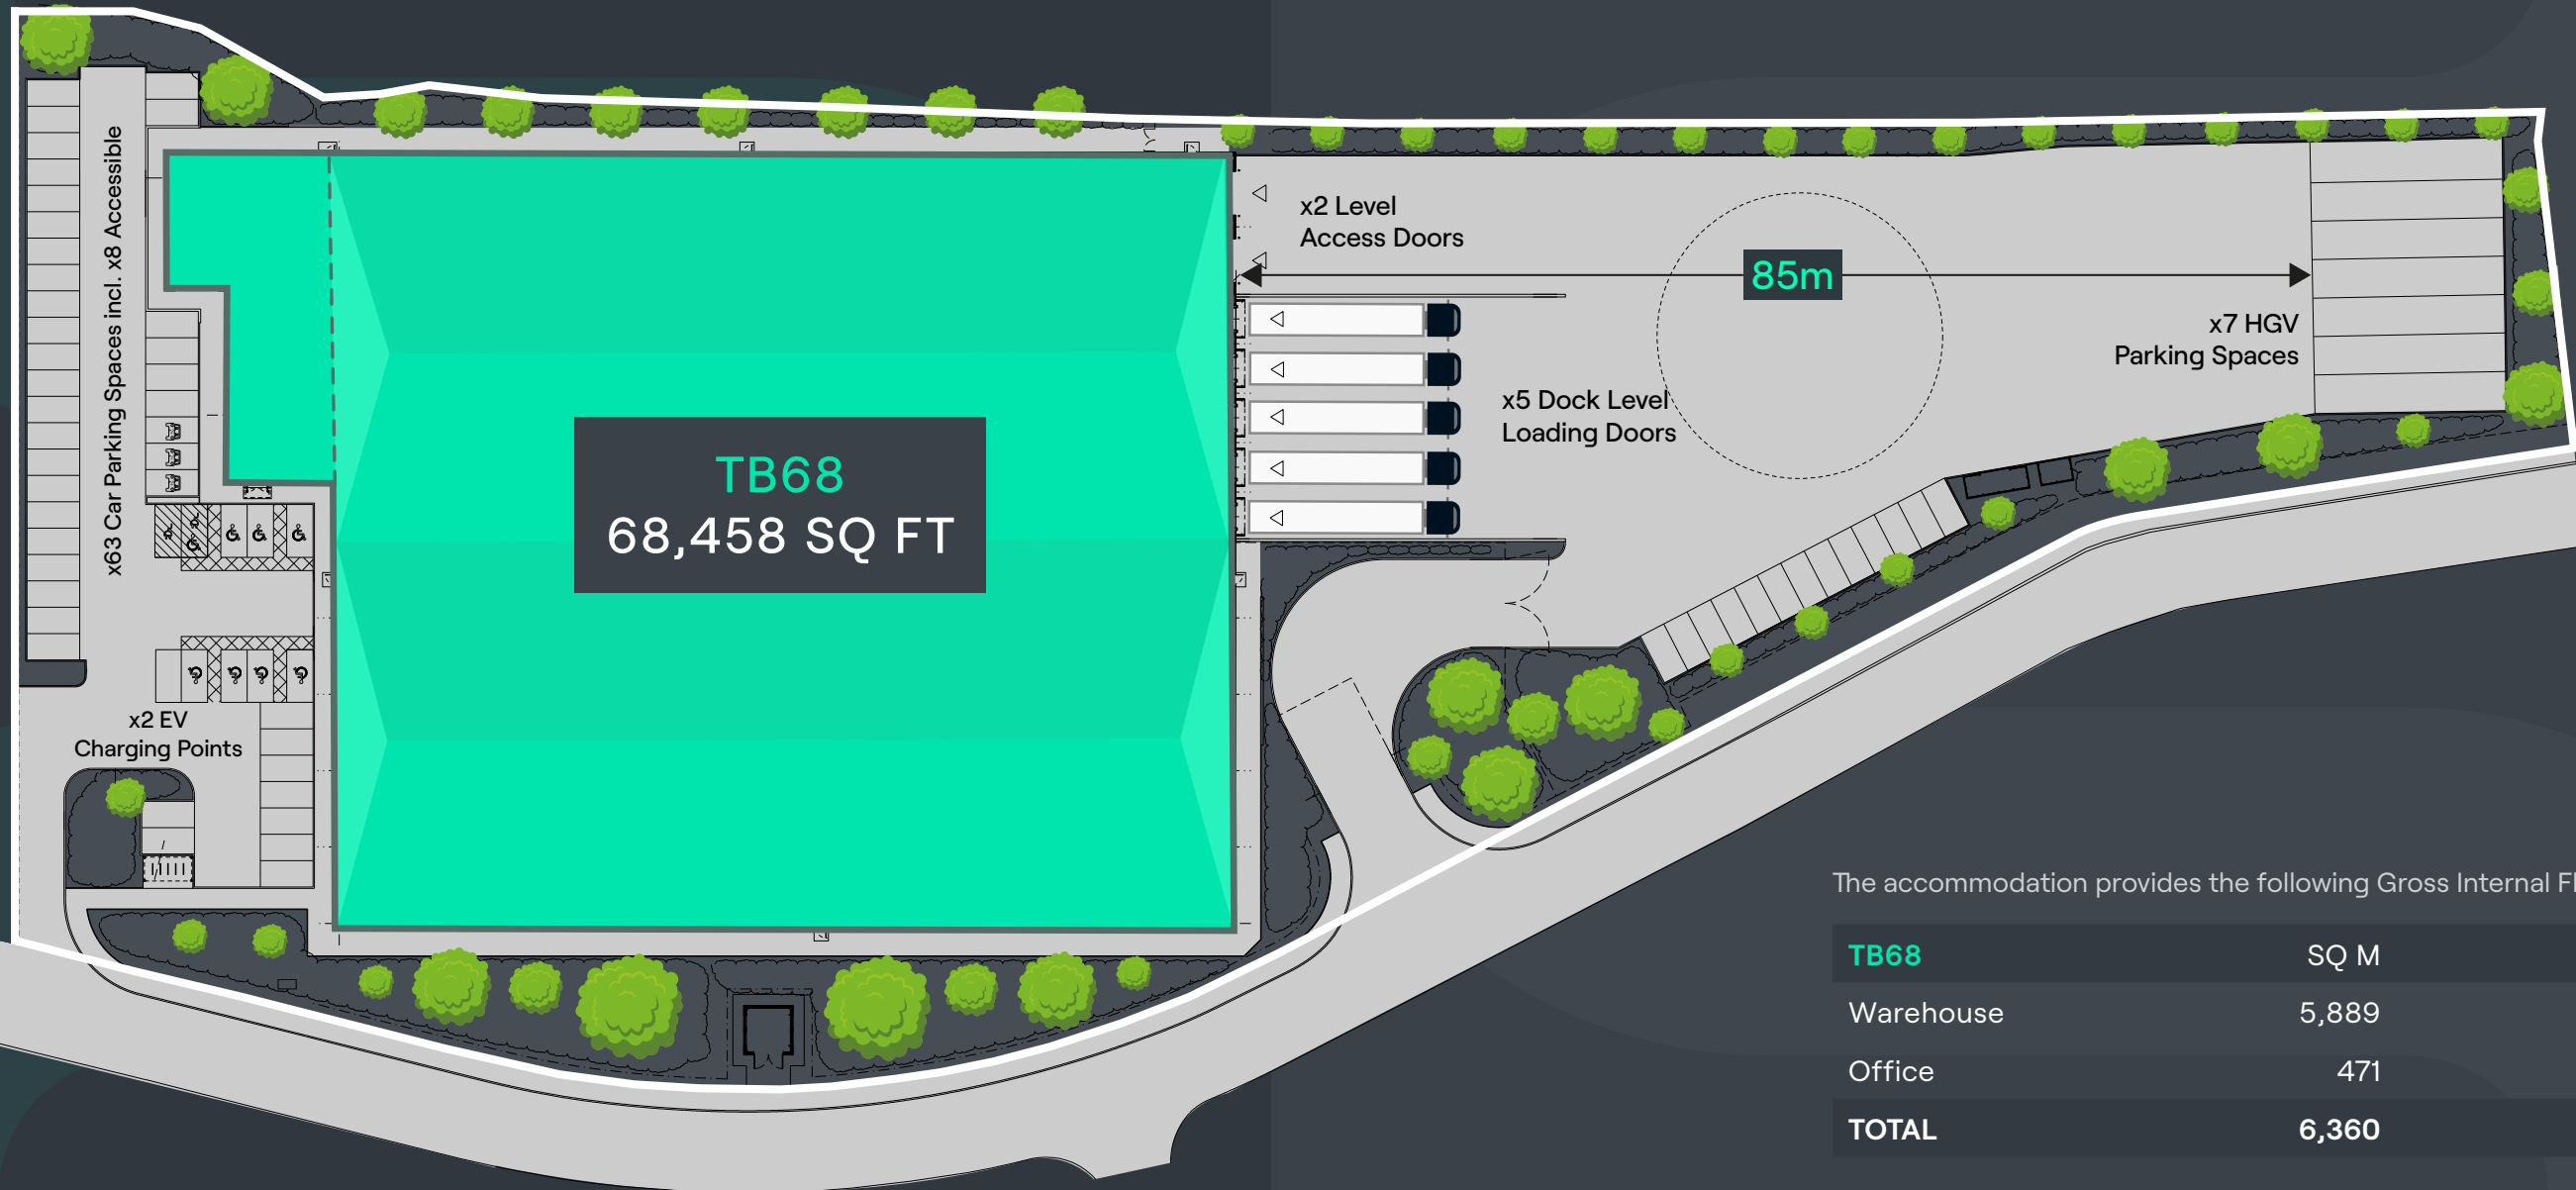 x63 Car Parking Spaces incl. x8 Accessible
x2 Level
Access Doors
85m
x7 HGV
Parking Spaces
x5 Dock Level
Loading Doors
TB68
68,458 SQ FT
x2 EV
Charging Points
The accommodation provides the following Gross Internal
TB68 SQ M
Warehouse 5,889
Office 471
TOTAL 6,360